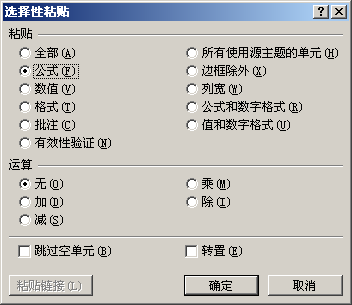 选择性粘贴
粘贴
全部(A)
所有使用源主题的单元(H)
公式(F)
边框除外(X)
数值(V)
列宽(W)
格式(T)
公式和数字格式(R)
批注(C)
值和数字格式(U)
有效性验证(N)
运算
无(O)
乘(M)
加(D)
除(I)
减(S)
跳过空单元(B)
转置(E)
粘贴链接(L)
确定
取消